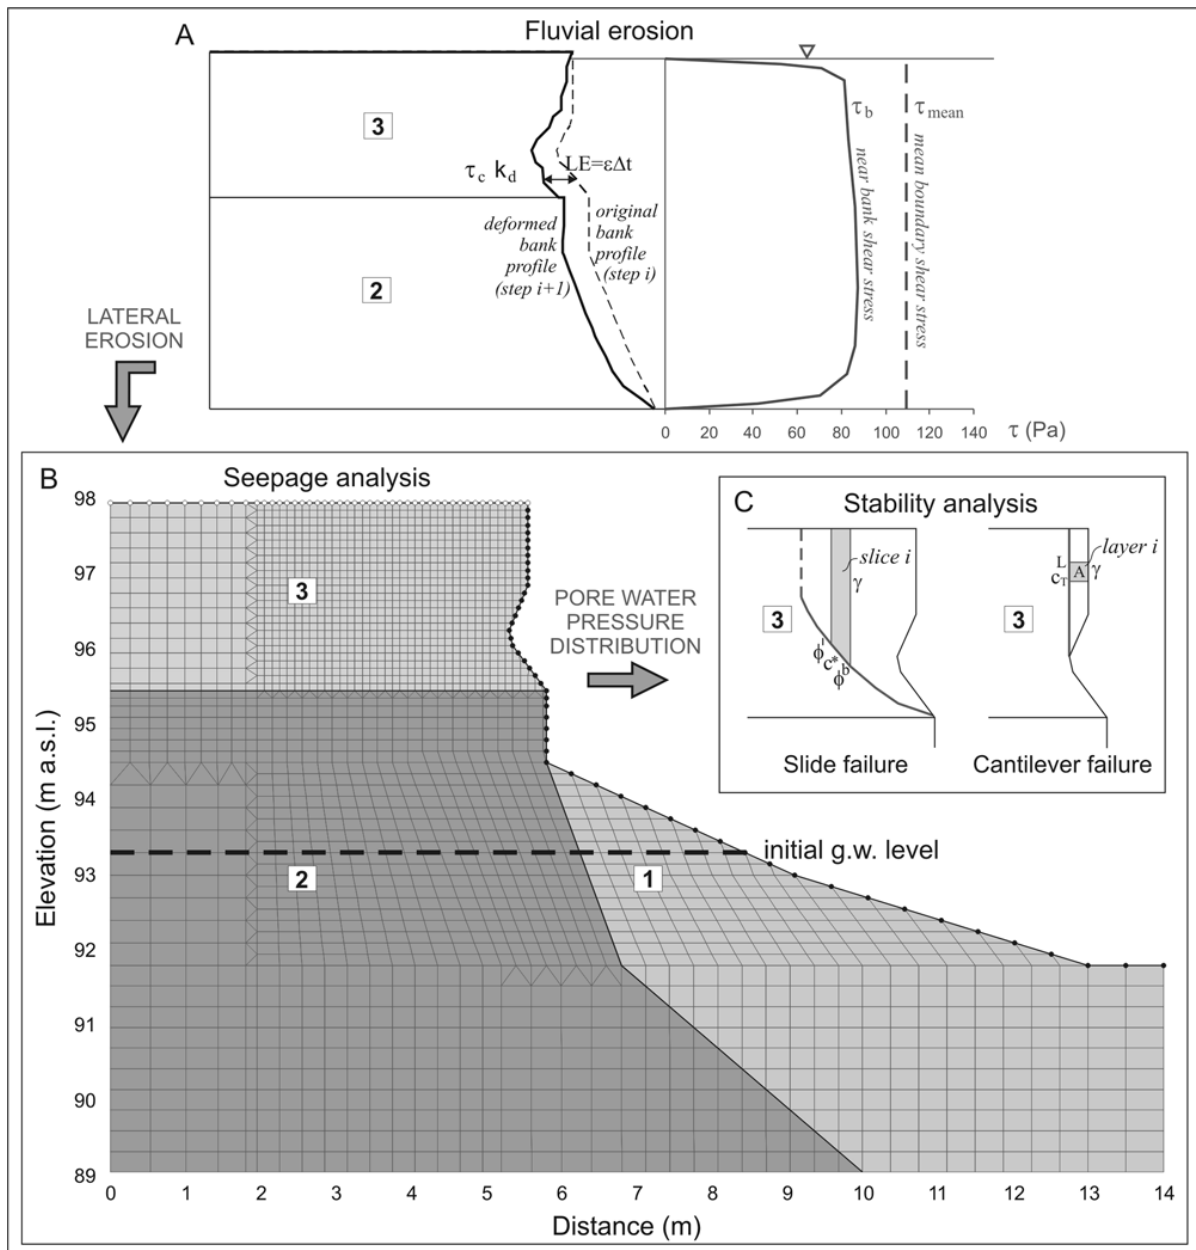 A
Fluvial erosion
3
τc kd
LE=εΔt
deformed
bank
profile
(step i+1)
original
bank
profile
(step i)
2
τb
near bank shear stress
τmean
mean boundary shear stress
0 20 40 60 80 100 120 140
τ (Pa)
LATERAL
EROSION
B
Seepage analysis
98
97
96
95
94
93
92
91
90
89
Elevation (m a.s.l.)
3
2
1
initial g.w. level
0 1 2 3 4 5 6 7 8 9 10 11 12 13 14
Distance (m)
PORE WATER
PRESSURE
DISTRIBUTION
C
Stability analysis
slice i
γ
3
ϕ' c* ϕb
Slide failure
layer i
L
cT
A
γ
3
Cantilever failure